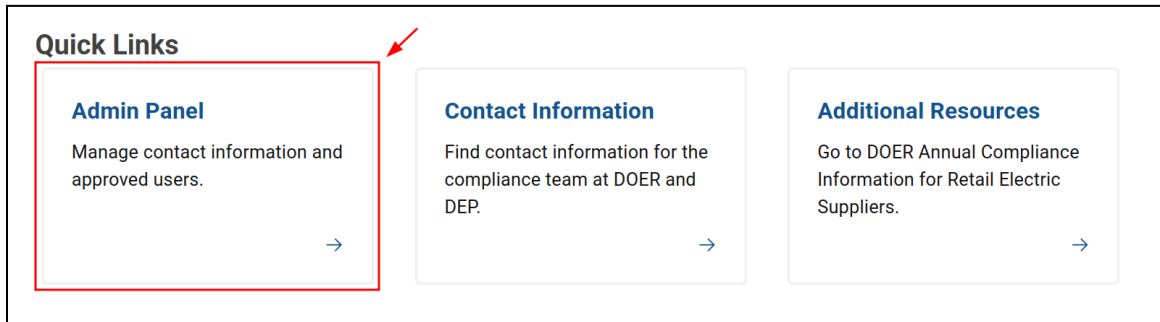 Quick Links
Admin Panel
Manage contact information and
approved users.
Contact Information
Find contact information for the
compliance team at DOER and
DEP.
Additional Resources
Go to DOER Annual Compliance
Information for Retail Electric
Suppliers.